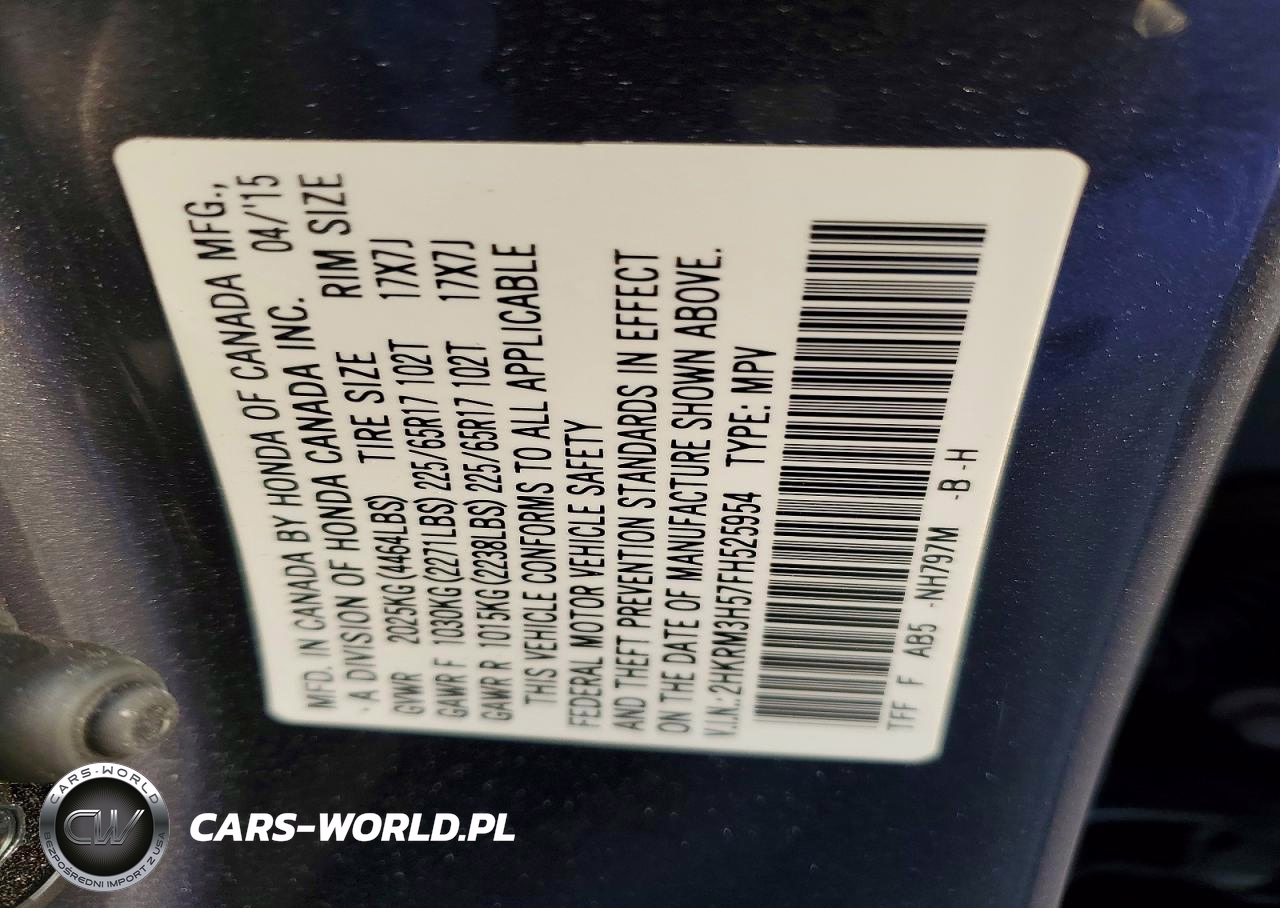 MFD. IN CANADA BY HONDA OF CANADA MFG.,
- A DIVISION OF HONDA CANADA INC. 04/'15
GVWR 2025KG (4464LBS) TIRE SIZE RIM SIZE
GAWR F 1030KG (2271LBS) 225/65R17 102T 17X7J
GAWR R 1015KG (2238LBS) 225/65R17 102T 17X7J
THIS VEHICLE CONFORMS TO ALL APPLICABLE
FEDERAL MOTOR VEHICLE SAFETY
AND THEFT PREVENTION STANDARDS IN EFFECT
ON THE DATE OF MANUFACTURE SHOWN ABOVE.
V.I.N.:2HKRM3H57FH525954 TYPE: MPV
TFF F AB5 -NH797M -B-H
CARS-WORLD
CW
BEZPOŚREDNI IMPORT Z USA
CARS-WORLD.PL